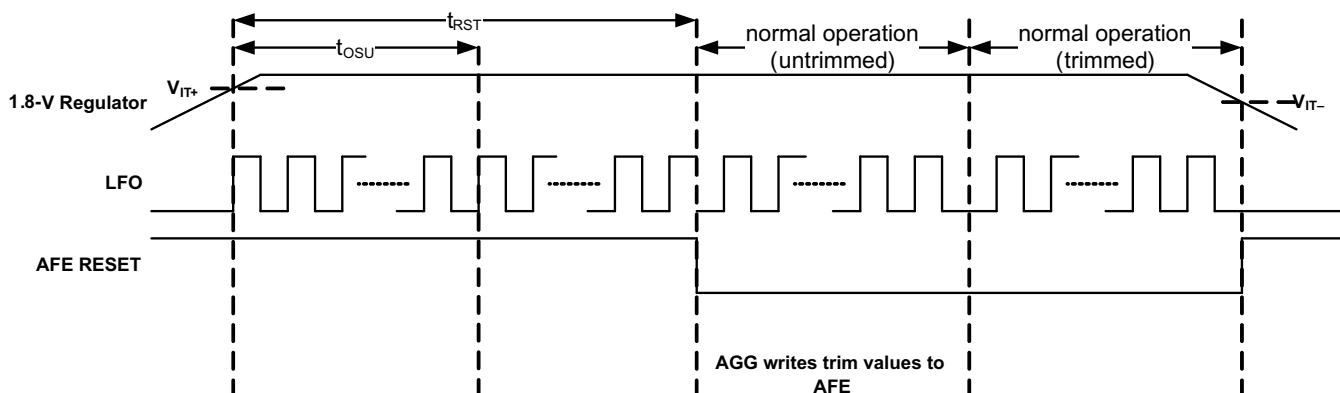 tRST
tOSU
normal operation
(untrimmed)
normal operation
(trimmed)
VIT+
1.8-V Regulator
VIT–
LFO
AFE RESET
AGG writes trim values to
AFE